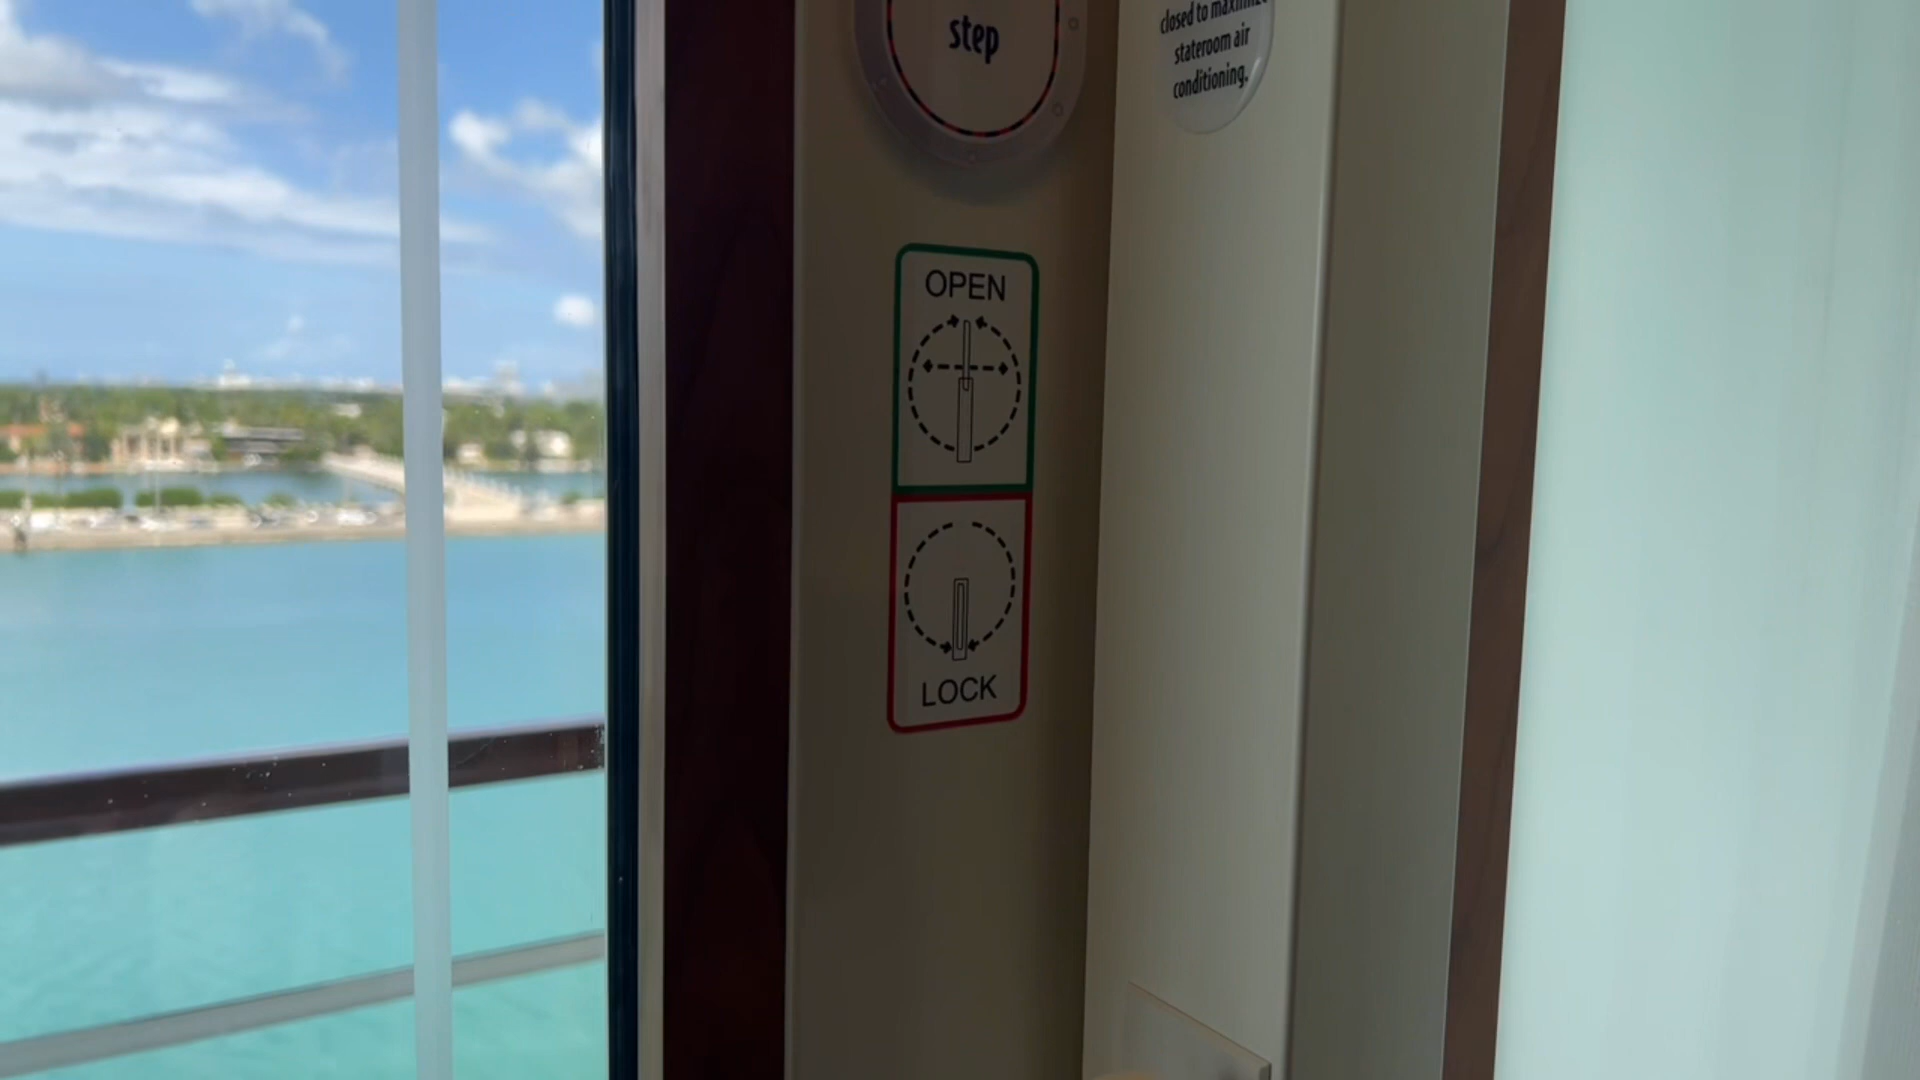 step
closed to maximize
stateroom air
conditioning.
OPEN
LOCK